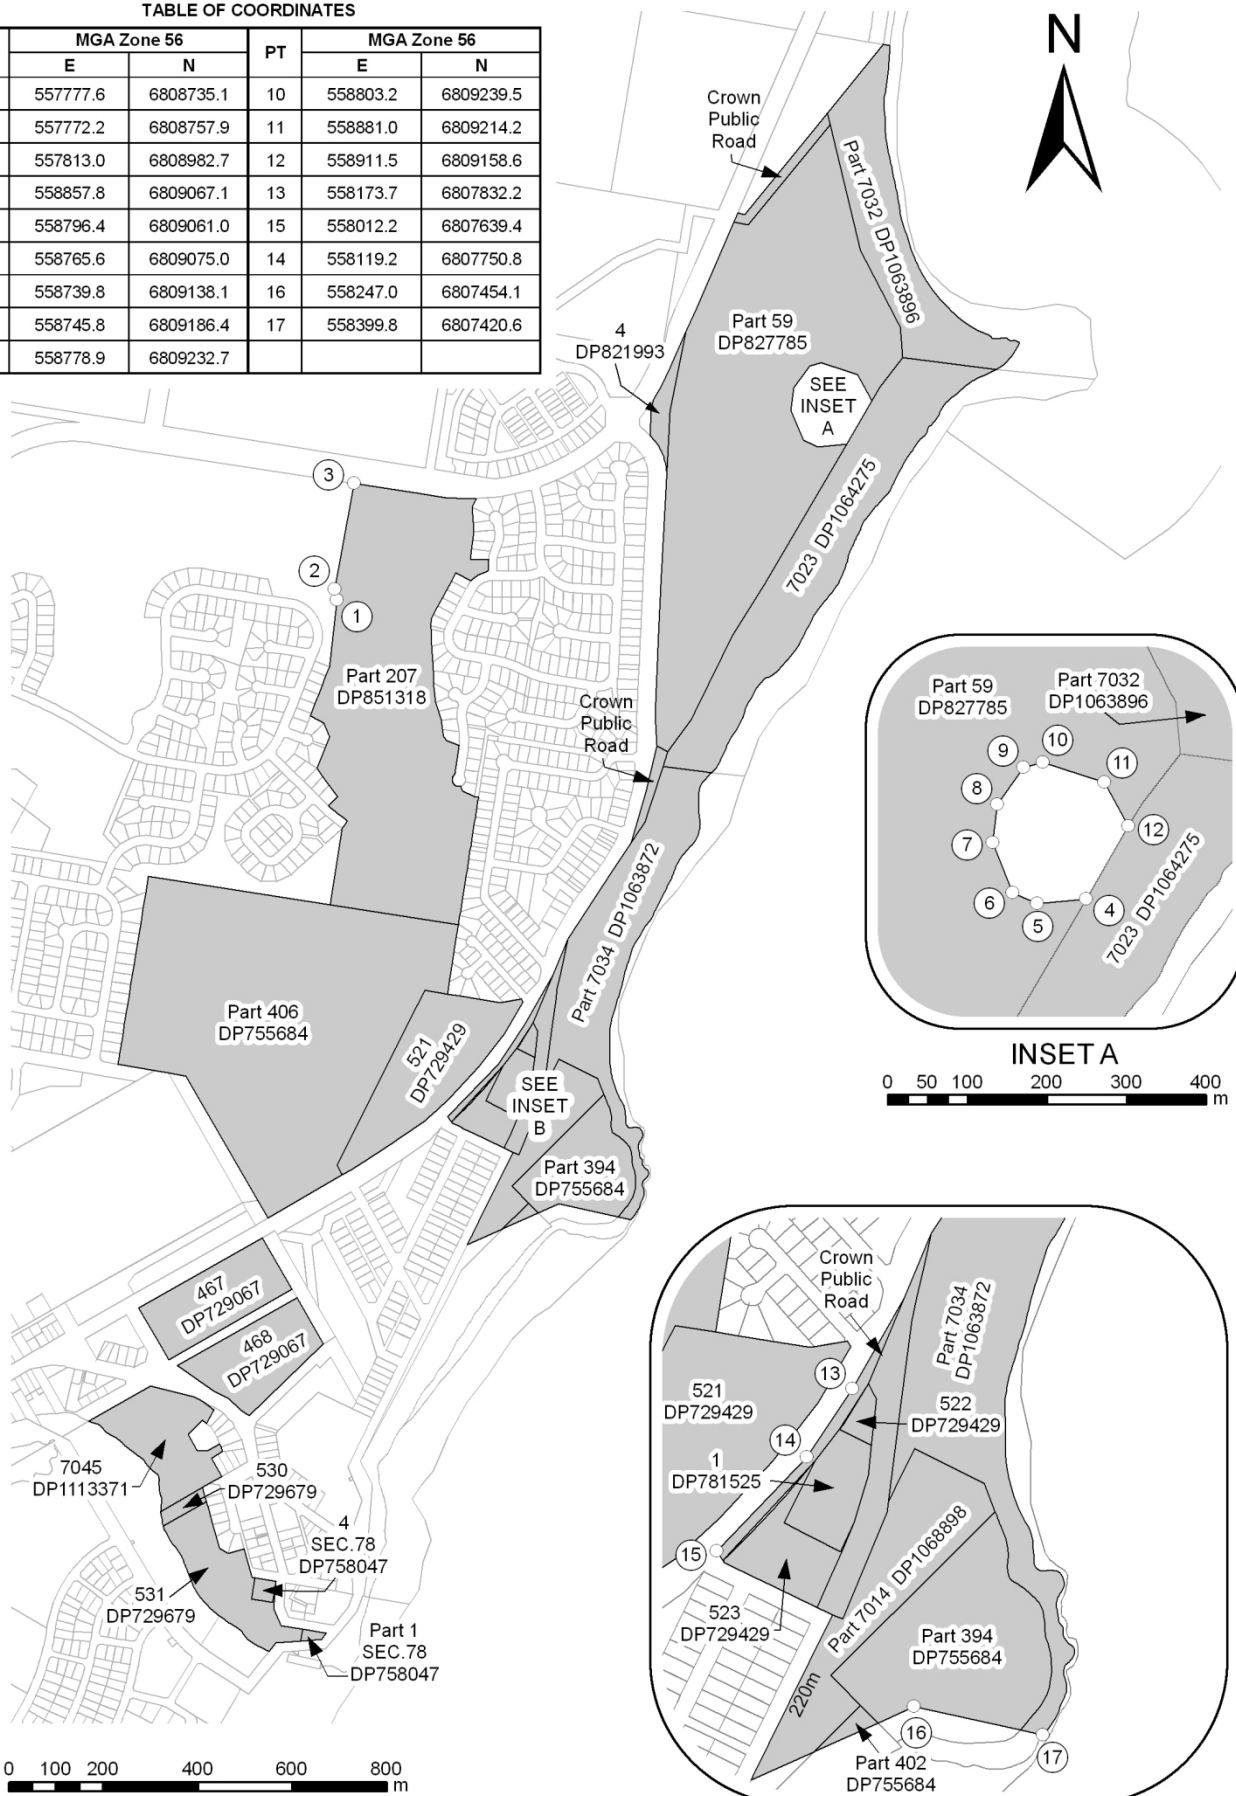 TABLE OF COORDINATES
MGA Zone 56 PT MGA Zone 56
E N E N
557777.6 6808735.1 10 558803.2 6809239.5
557772.2 6808757.9 11 558881.0 6809214.2
557813.0 6808982.7 12 558911.5 6809158.6
558857.8 6809067.1 13 558173.7 6807832.2
558796.4 6809061.0 15 558012.2 6807639.4
558765.6 6809075.0 14 558119.2 6807750.8
558739.8 6809138.1 16 558247.0 6807454.1
558745.8 6809186.4 17 558399.8 6807420.6
558778.9 6809232.7
N
Crown
Public
Road
Part 7032 DP1063896
Part 59
DP827785
4
DP821993
SEE
INSET
A
7023 DP1064275
3
2
1
Part 207
DP851318
Crown
Public
Road
Part 7034 DP1063872
Part 406
DP755684
521
DP729429
SEE
INSET
B
Part 394
DP755684
467
DP729067
468
DP729067
7045
DP1113371
530
DP729679
4
SEC.78
DP758047
531
DP729679
Part 1
SEC.78
DP758047
0 100 200 400 600 800 m
Part 59
DP827785
Part 7032
DP1063896
10
9
11
8
12
7
6
5
4
7023 DP1064275
INSET A
0 50 100 200 300 400 m
Crown
Public
Road
Part 7034
DP1063872
13
521
DP729429
522
DP729429
14
1
DP781525
15
523
DP729429
Part 7014 DP1068898
Part 394
DP755684
220m
16
17
Part 402
DP755684